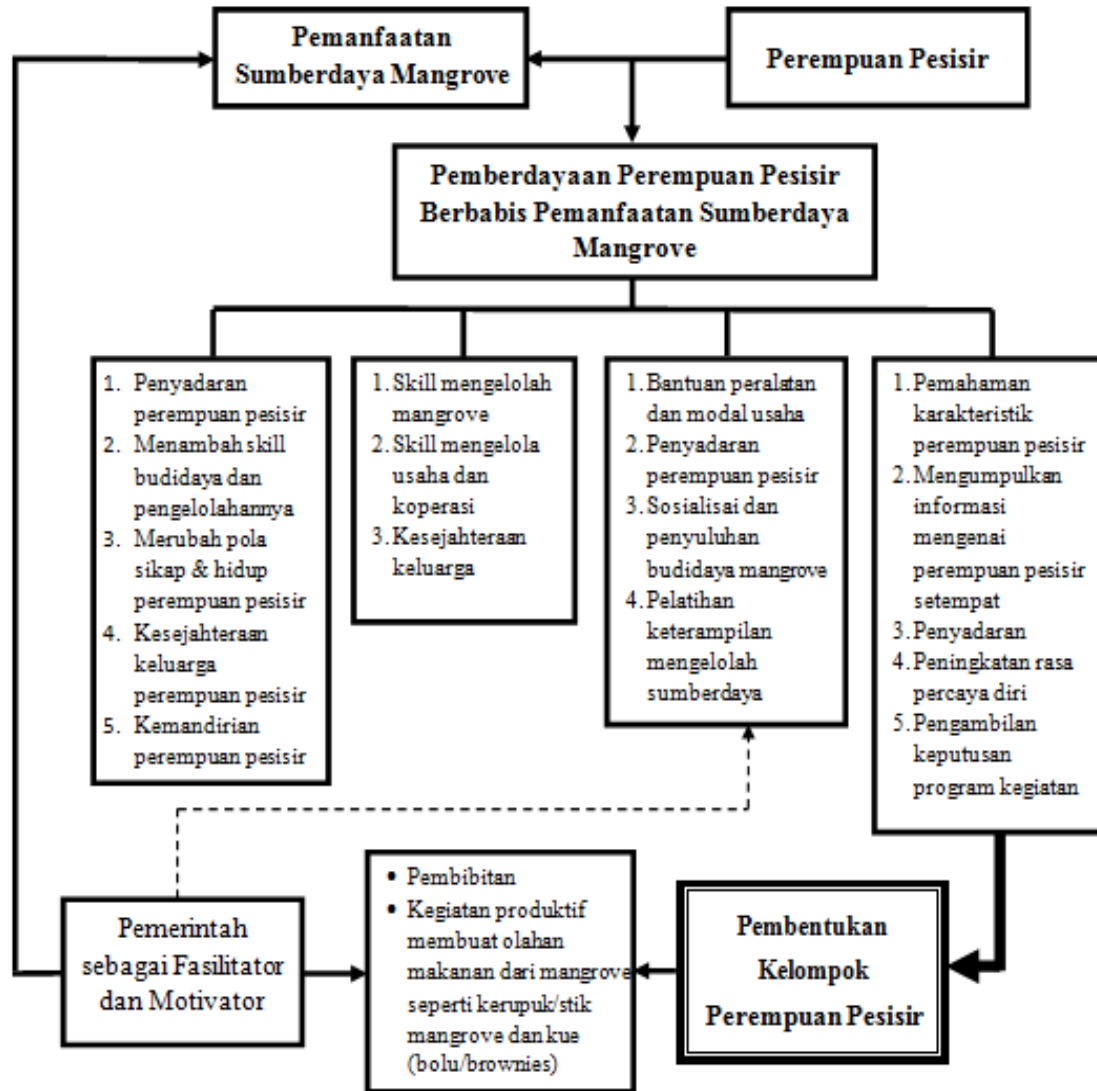 Pemanfaatan
Sumberdaya Mangrove
Perempuan Pesisir
Pemberdayaan Perempuan Pesisir
Berbabis Pemanfaatan Sumberdaya
Mangrove
1. Penyadaran
perempuan pesisir
2. Menambah skill
budidaya dan
pengelolahannya
3. Merubah pola
sikap & hidup
perempuan pesisir
4. Kesejahteraan
keluarga
perempuan pesisir
5. Kemandirian
perempuan pesisir
1. Skill mengelolah
mangrove
2. Skill mengelola
usaha dan
koperasi
3. Kesejahteraan
keluarga
1. Bantuan peralatan
dan modal usaha
2. Penyadaran
perempuan pesisir
3. Sosialisai dan
penyuluhan
budidaya mangrove
4. Pelatihan
keterampilan
mengelolah
sumberdaya
1. Pemahaman
karakteristik
perempuan pesisir
2. Mengumpulkan
informasi
mengenai
perempuan pesisir
setempat
3. Penyadaran
4. Peningkatan rasa
percaya diri
5. Pengambilan
keputusan
program kegiatan
Pemerintah
sebagai Fasilitator
dan Motivator
• Pembibitan
• Kegiatan produktif
membuat olahan
makanan dari mangrove
seperti kerupuk/stik
mangrove dan kue
(bolu/brownies)
Pembentukan
Kelompok
Perempuan Pesisir